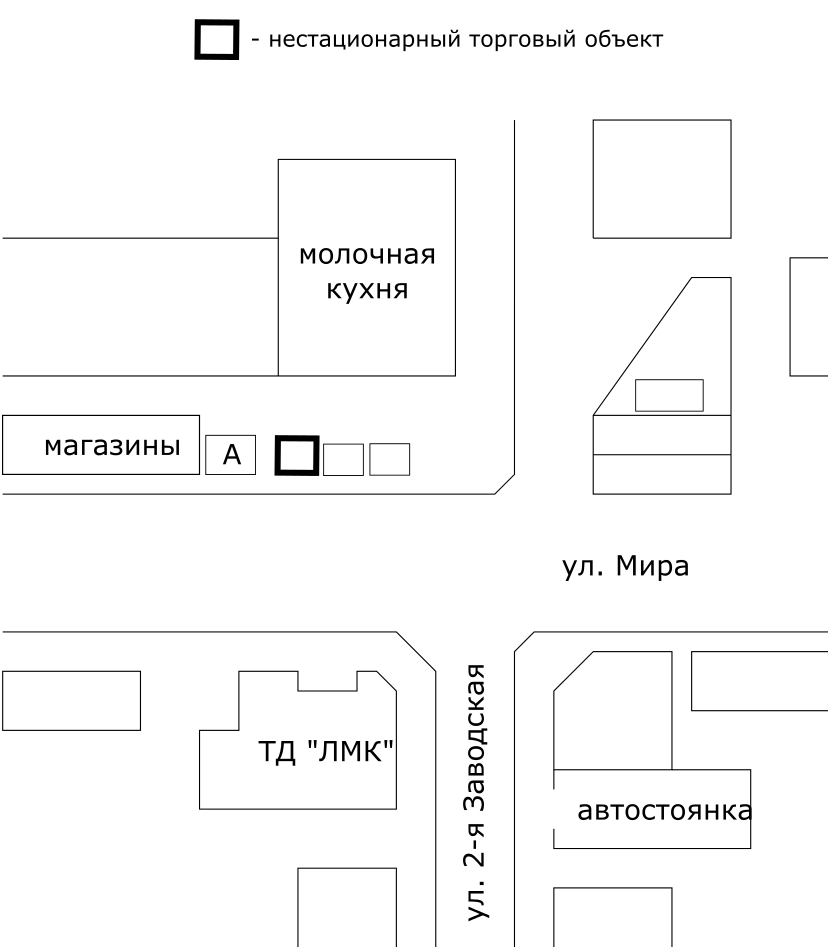 - нестационарный торговый объект
молочная
кухня
магазины
А
ул. Мира
ул. 2-я Заводская
ТД "ЛМК"
автостоянка